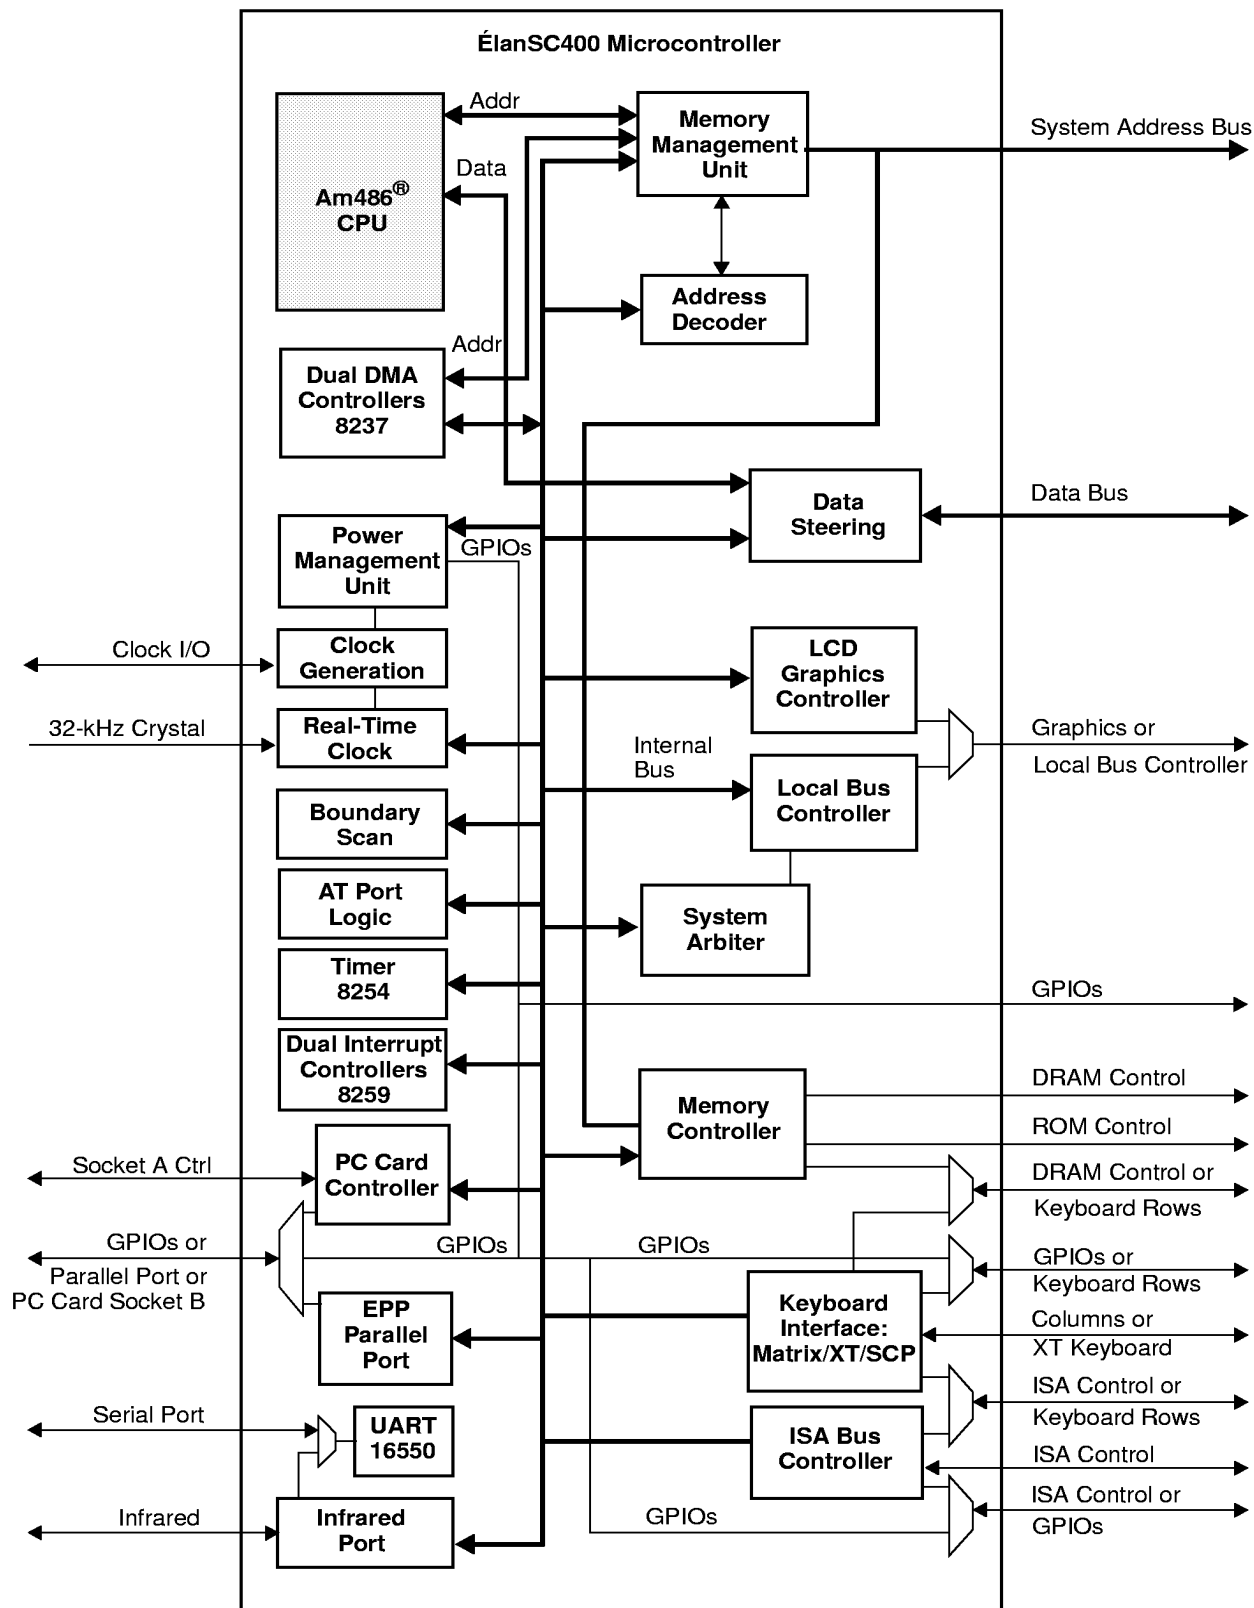 ÉlanSC400 Microcontroller
Addr
Memory
Management
Unit
System Address Bus
Data
Am486®
CPU
Address
Decoder
Addr
Dual DMA
Controllers
8237
Data
Steering
Data Bus
Power
Management
Unit
GPIOs
Clock I/O
Clock
Generation
LCD
Graphics
Controller
32-kHz Crystal
Real-Time
Clock
Internal
Bus
Graphics or
Local Bus Controller
Local Bus
Controller
Boundary
Scan
AT Port
Logic
System
Arbiter
Timer
8254
GPIOs
Dual Interrupt
Controllers
8259
Memory
Controller
DRAM Control
ROM Control
Socket A Ctrl
PC Card
Controller
DRAM Control or
Keyboard Rows
GPIOs or
Parallel Port or
PC Card Socket B
GPIOs
GPIOs
GPIOs or
Keyboard Rows
EPP
Parallel
Port
Keyboard
Interface:
Matrix/XT/SCP
Columns or
XT Keyboard
ISA Control or
Keyboard Rows
Serial Port
UART
16550
ISA Bus
Controller
ISA Control
Infrared
Infrared
Port
GPIOs
ISA Control or
GPIOs